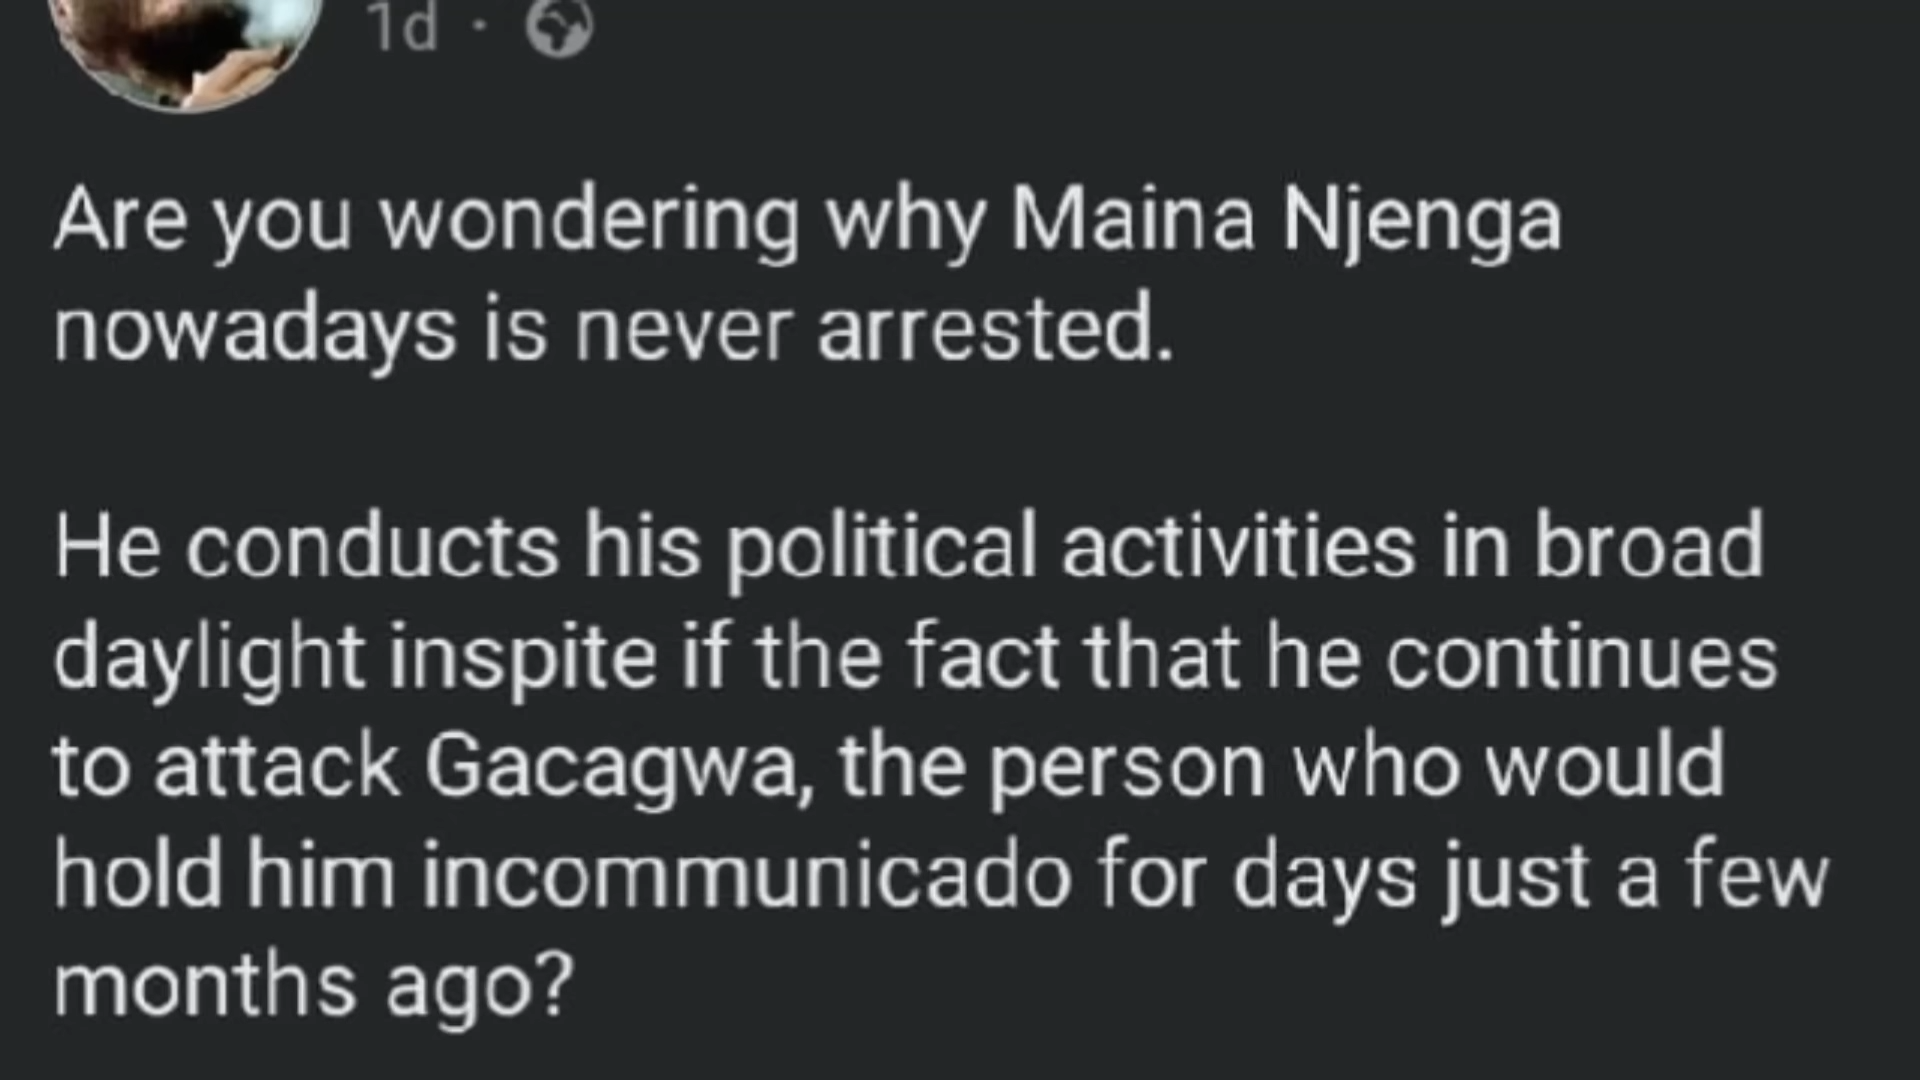 1d ·
Are you wondering why Maina Njenga
nowadays is never arrested.
He conducts his political activities in broad
daylight inspite if the fact that he continues
to attack Gacagwa, the person who would
hold him incommunicado for days just a few
months ago?